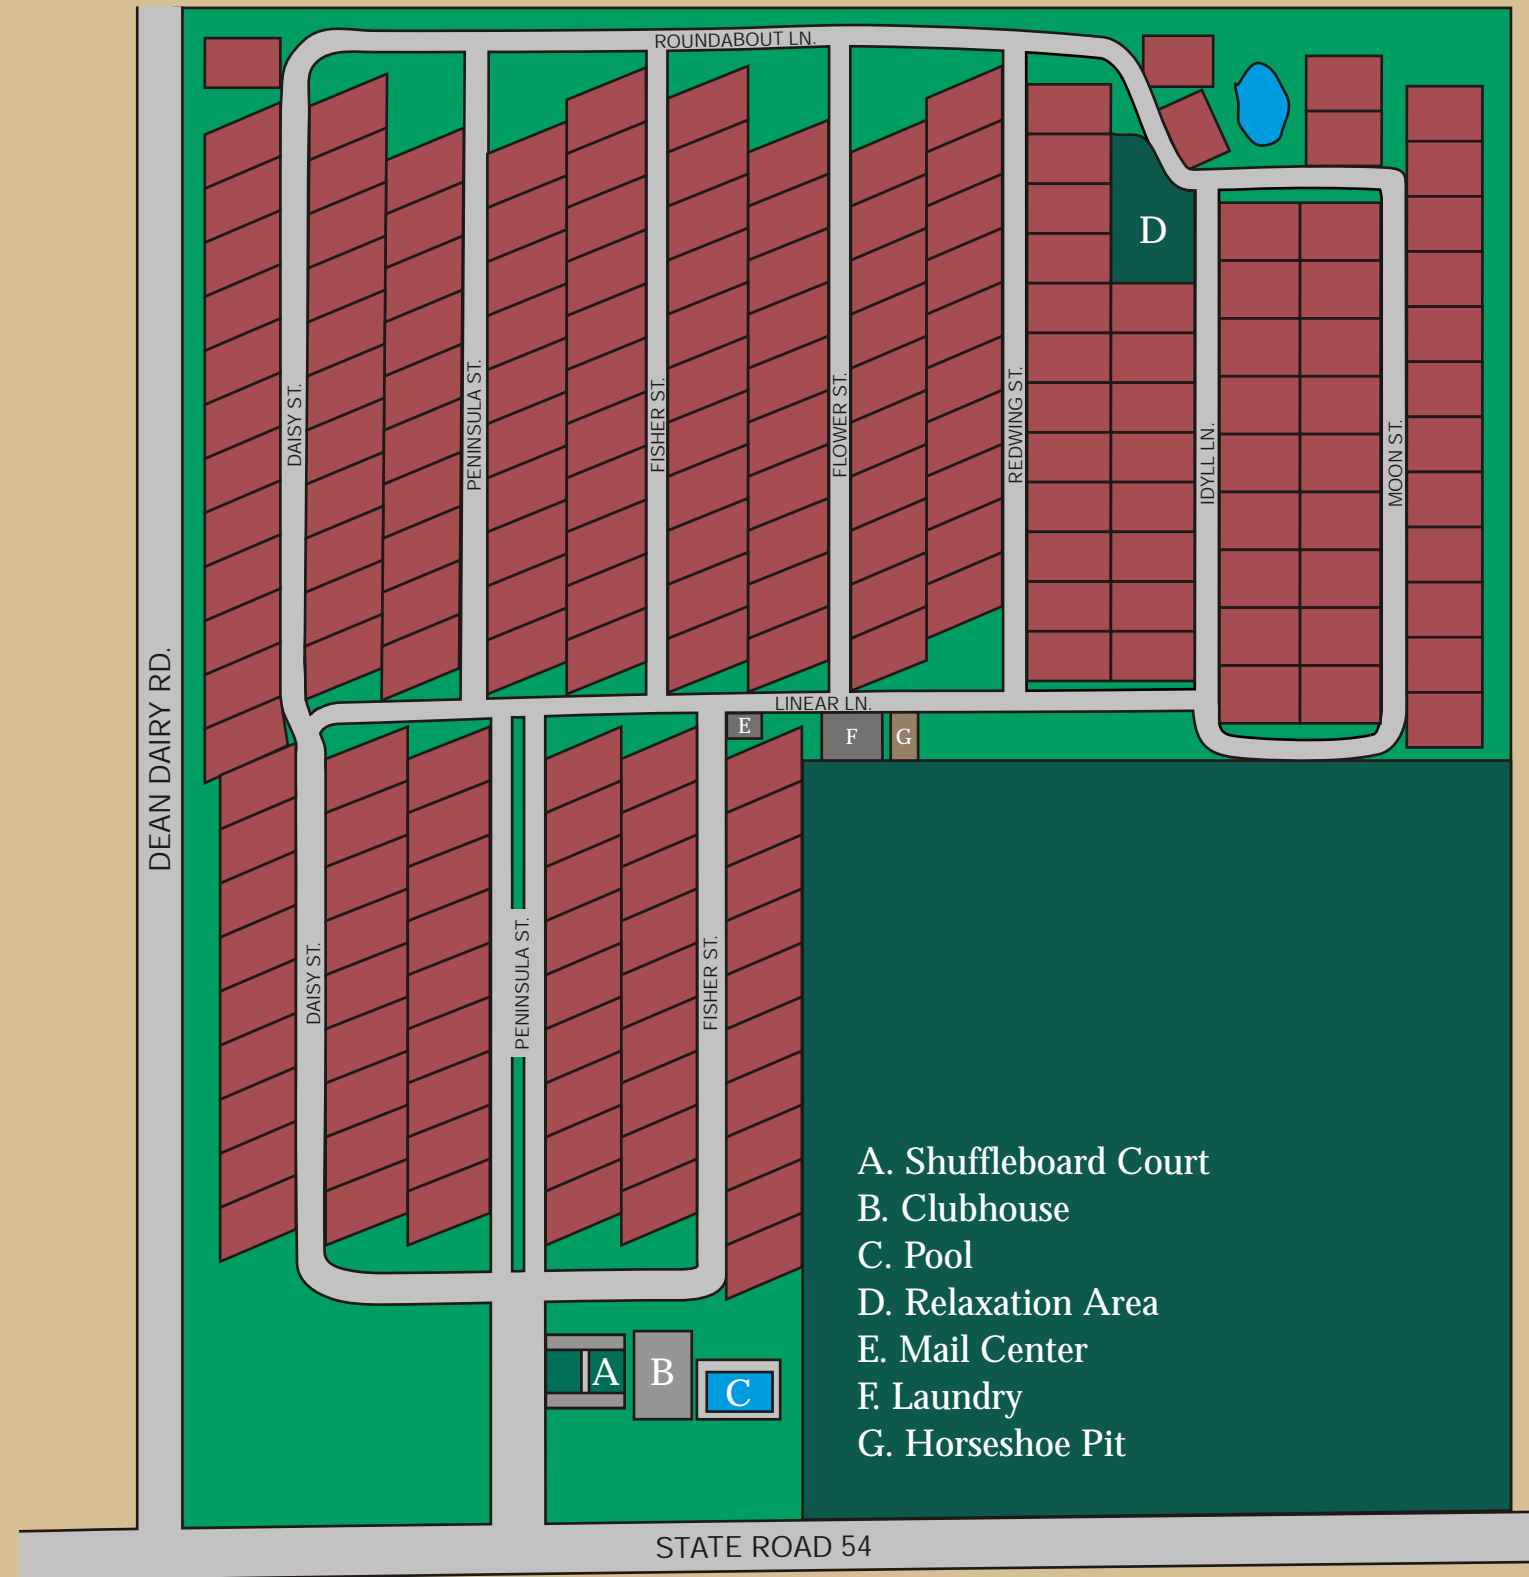 ROUNDABOUT LN.
D
DAISY ST.
PENINSULA ST.
FISHER ST.
FLOWER ST.
REDWING ST.
IDYLL LN.
MOON ST.
DEAN DAIRY RD.
LINEAR LN.
E
F
G
DAISY ST.
PENINSULA ST.
FISHER ST.
A. Shuffleboard Court
B. Clubhouse
C. Pool
D. Relaxation Area
E. Mail Center
F. Laundry
G. Horseshoe Pit
A
B
C
STATE ROAD 54